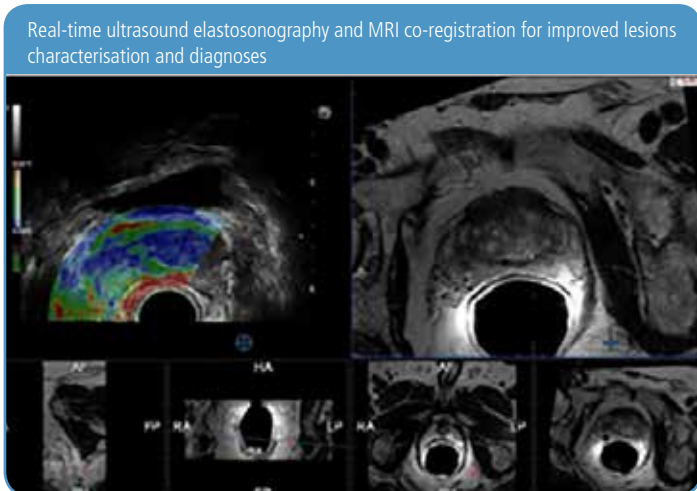 Real-time ultrasound elastosonography and MRI co-registration for improved lesions
characterisation and diagnoses
HA
RA
LP
RA
LP